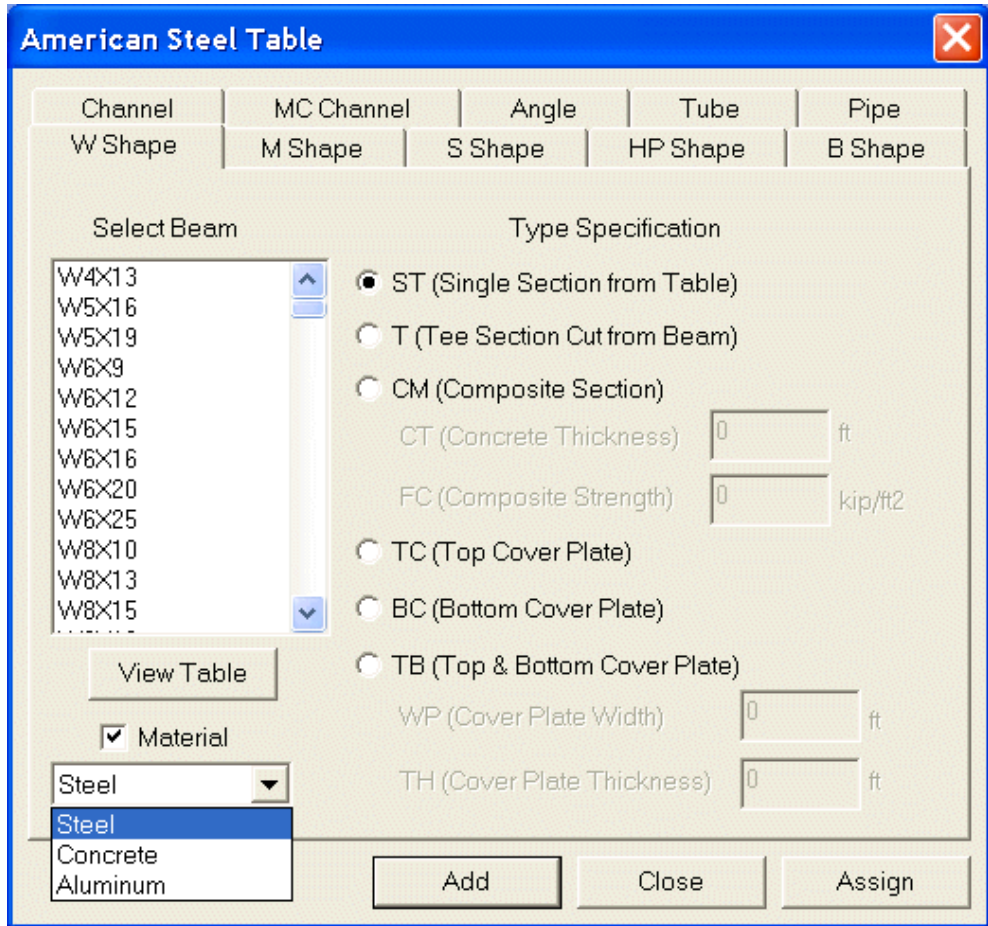 American Steel Table
Channel MC Channel Angle Tube Pipe
W Shape M Shape S Shape HP Shape B Shape
Select Beam
W4X13
W5X16
W5X19
W6X9
W6X12
W6X15
W6X16
W6X20
W6X25
W8X10
W8X13
W8X15
View Table
Material
Steel
Steel
Concrete
Aluminum
Type Specification
ST (Single Section from Table)
T (Tee Section Cut from Beam)
CM (Composite Section)
CT (Concrete Thickness) 0 ft
FC (Composite Strength) 0 kip/ft2
TC (Top Cover Plate)
BC (Bottom Cover Plate)
TB (Top & Bottom Cover Plate)
WP (Cover Plate Width) 0 ft
TH (Cover Plate Thickness) 0 ft
Add Close Assign